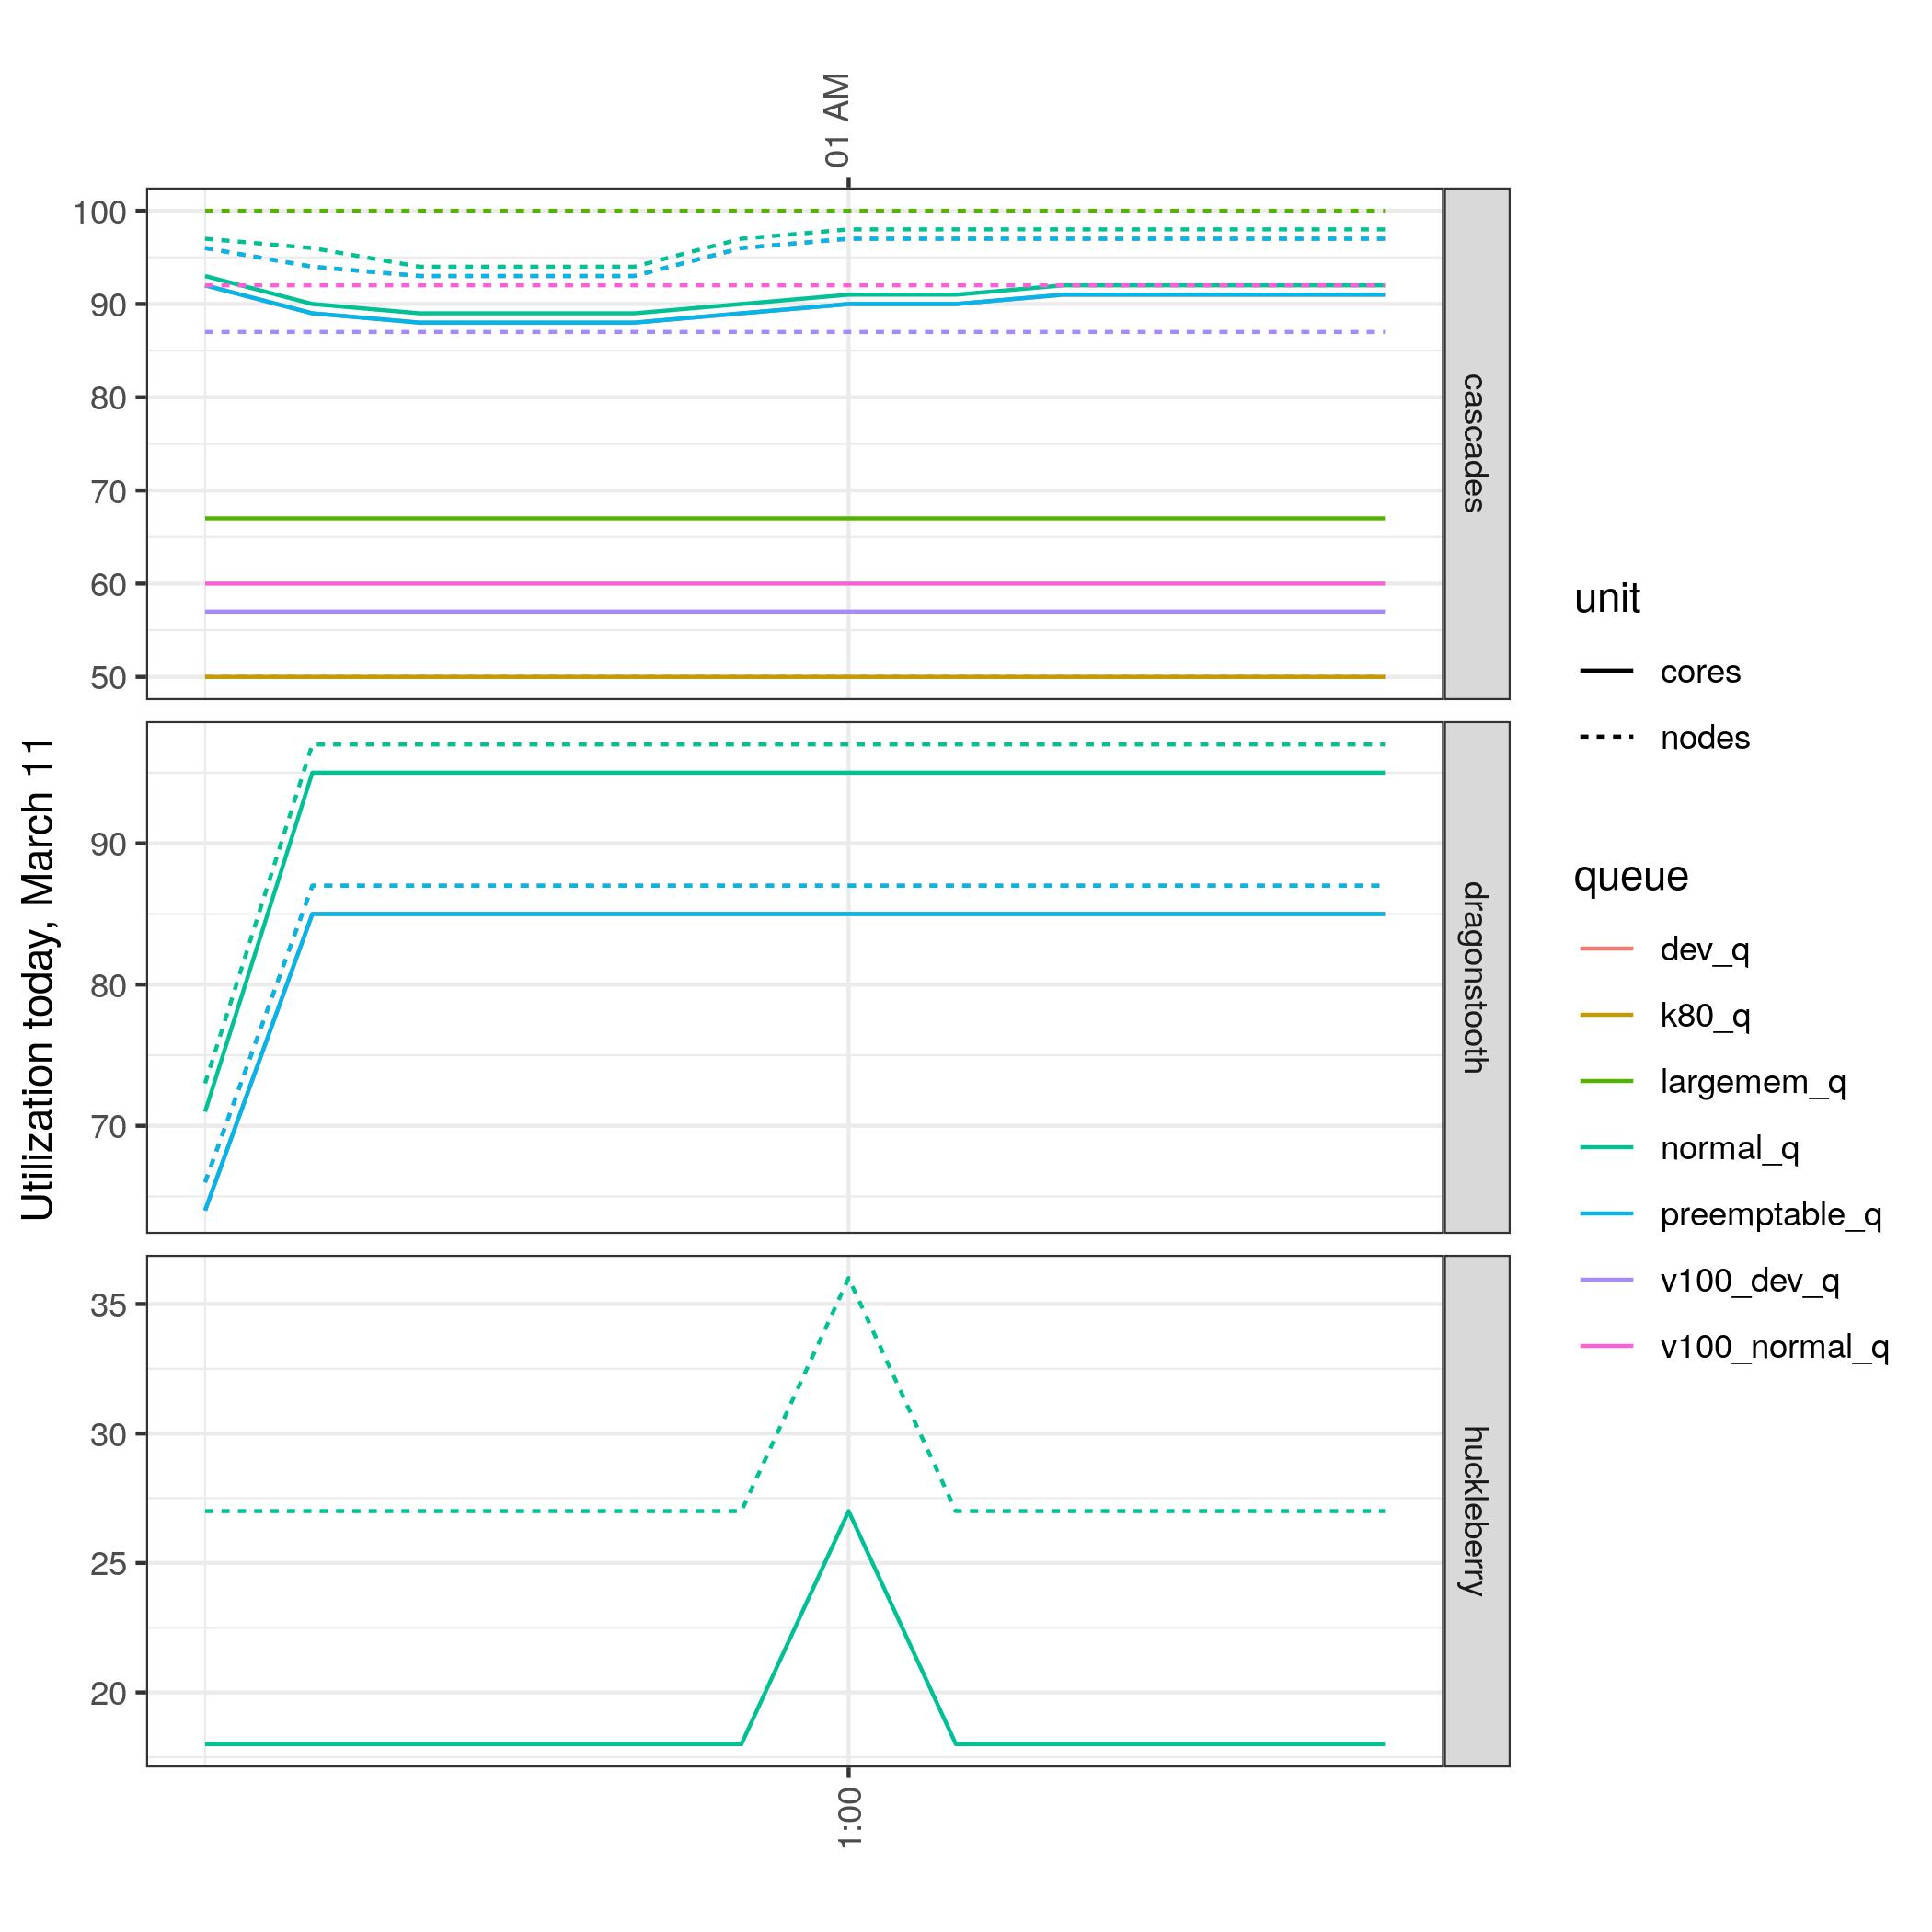 01 AM
100
90
80
70
60
50
cascades
Utilization today, March 11
90
80
70
dragonstooth
35
30
25
20
huckleberry
1:00
unit
cores
nodes
queue
dev_q
k80_q
largemem_q
normal_q
preemptable_q
v100_dev_q
v100_normal_q